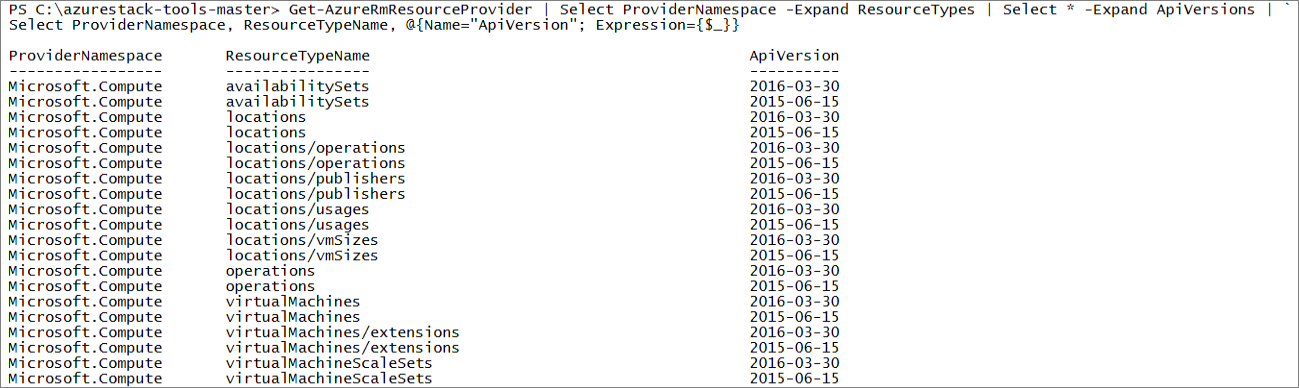 PS C:\azurestack-tools-master> Get-AzureRmResourceProvider | Select ProviderNamespace -Expand ResourceTypes | Select * -Expand ApiVersions | `
Select ProviderNamespace, ResourceTypeName, @{Name="ApiVersion"; Expression={$_}}
ProviderNamespace ResourceTypeName ApiVersion
----------------- ---------------- ----------
Microsoft.Compute availabilitySets 2016-03-30
Microsoft.Compute availabilitySets 2015-06-15
Microsoft.Compute locations 2016-03-30
Microsoft.Compute locations 2015-06-15
Microsoft.Compute locations/operations 2016-03-30
Microsoft.Compute locations/operations 2015-06-15
Microsoft.Compute locations/publishers 2016-03-30
Microsoft.Compute locations/publishers 2015-06-15
Microsoft.Compute locations/usages 2016-03-30
Microsoft.Compute locations/usages 2015-06-15
Microsoft.Compute locations/vmSizes 2016-03-30
Microsoft.Compute locations/vmSizes 2015-06-15
Microsoft.Compute operations 2016-03-30
Microsoft.Compute operations 2015-06-15
Microsoft.Compute virtualMachines 2016-03-30
Microsoft.Compute virtualMachines 2015-06-15
Microsoft.Compute virtualMachines/extensions 2016-03-30
Microsoft.Compute virtualMachines/extensions 2015-06-15
Microsoft.Compute virtualMachineScaleSets 2016-03-30
Microsoft.Compute virtualMachineScaleSets 2015-06-15